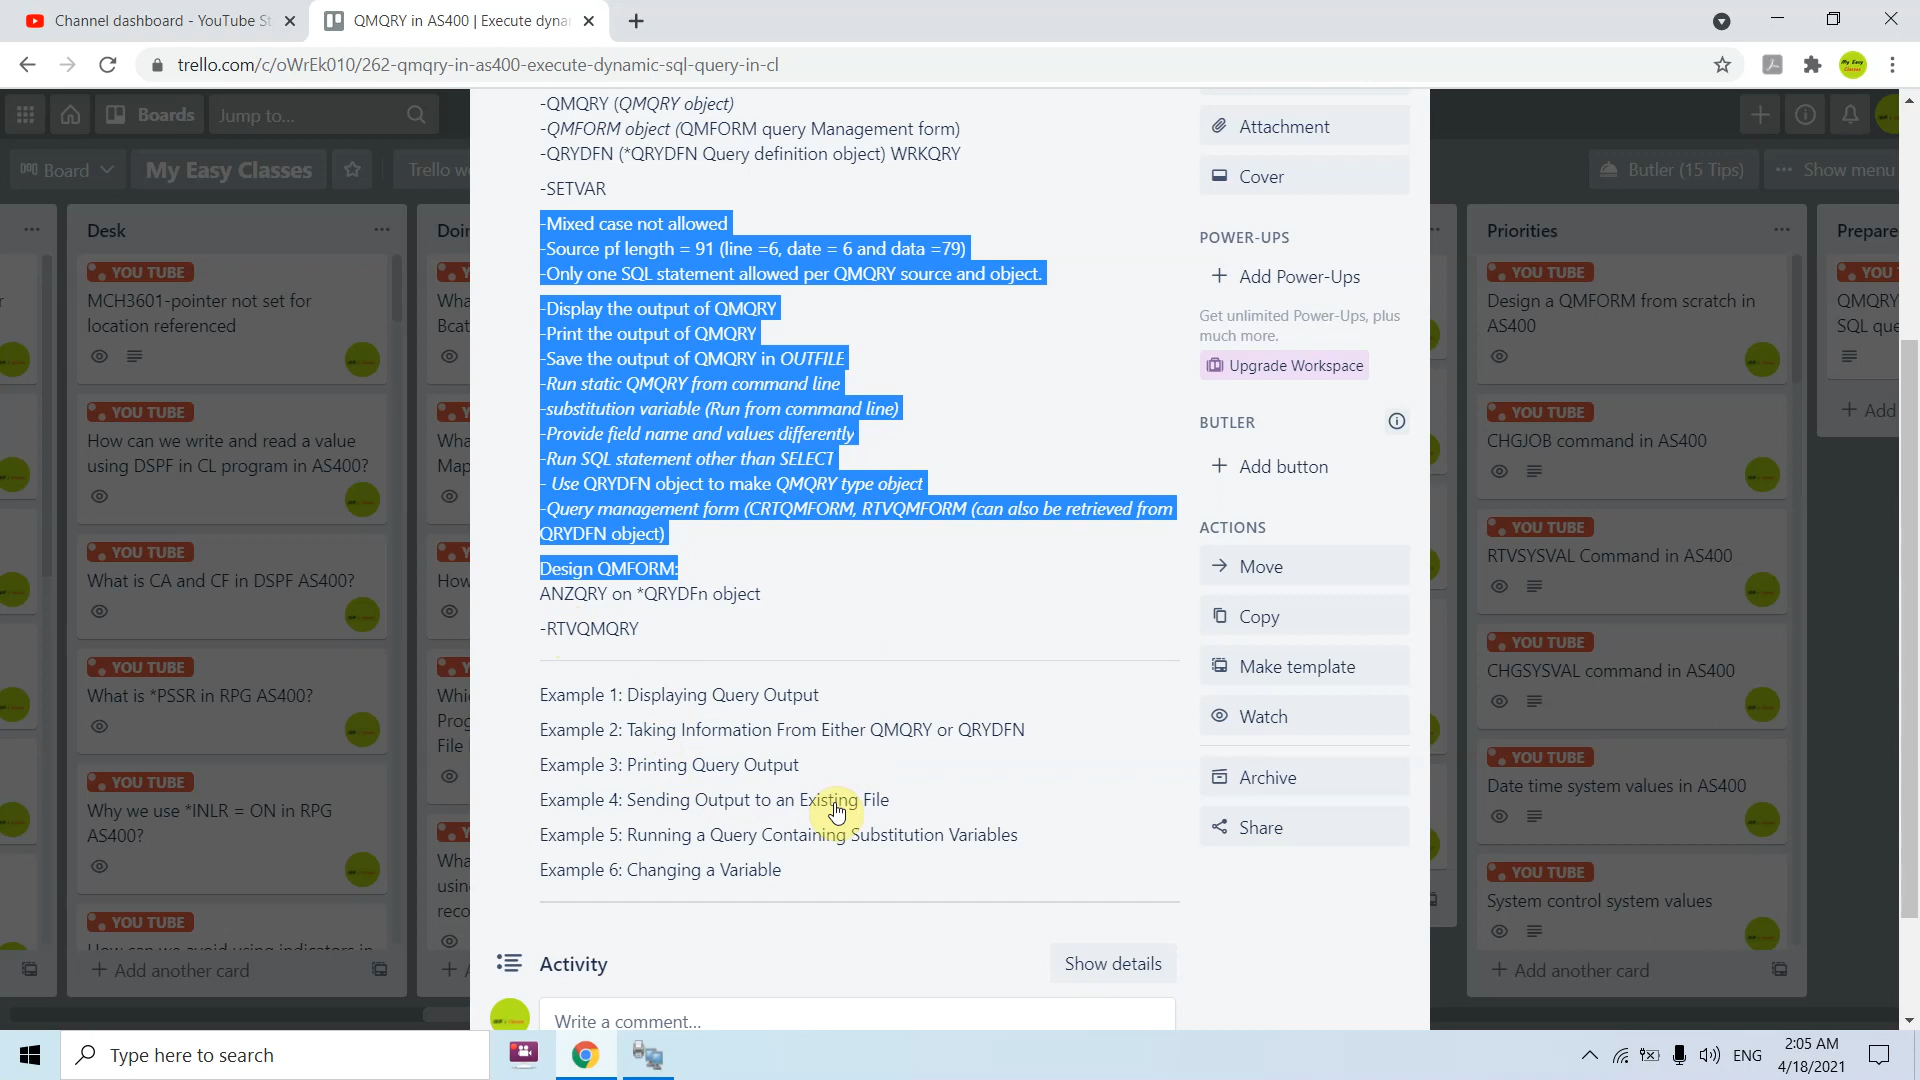 Channel dashboard - YouTube St
QMQRY in AS400 | Execute dynam
trello.com/c/oWrEk010/262-qmqry-in-as400-execute-dynamic-sql-query-in-cl
Boards
Jump to...
Board
My Easy Classes
Trello w
Butler (15 Tips)
Show menu
Desk
YOU TUBE
MCH3601-pointer not set for
location referenced
YOU TUBE
How can we write and read a value
using DSPF in CL program in AS400?
YOU TUBE
What is CA and CF in DSPF AS400?
YOU TUBE
What is *PSSR in RPG AS400?
YOU TUBE
Why we use *INLR = ON in RPG
AS400?
YOU TUBE
How can we avoid using indicators in
+ Add another card
-QMQRY (QMQRY object)
-QMFORM object (QMFORM query Management form)
-QRYDFN (*QRYDFN Query definition object) WRKQRY
-SETVAR
-Mixed case not allowed
-Source pf length = 91 (line =6, date = 6 and data =79)
-Only one SQL statement allowed per QMQRY source and object.
-Display the output of QMQRY
-Print the output of QMQRY
-Save the output of QMQRY in OUTFILE
-Run static QMQRY from command line
-substitution variable (Run from command line)
-Provide field name and values differently
-Run SQL statement other than SELECT
- Use QRYDFN object to make QMQRY type object
-Query management form (CRTQMFORM, RTVQMFORM (can also be retrieved from
QRYDFN object)
Design QMFORM:
ANZQRY on *QRYDFn object
-RTVQMQRY
Example 1: Displaying Query Output
Example 2: Taking Information From Either QMQRY or QRYDFN
Example 3: Printing Query Output
Example 4: Sending Output to an Existing File
Example 5: Running a Query Containing Substitution Variables
Example 6: Changing a Variable
Activity
Show details
Write a comment...
Attachment
Cover
POWER-UPS
+ Add Power-Ups
Get unlimited Power-Ups, plus
much more.
Upgrade Workspace
BUTLER
+ Add button
ACTIONS
Move
Copy
Make template
Watch
Archive
Share
Priorities
YOU TUBE
Design a QMFORM from scratch in
AS400
YOU TUBE
CHGJOB command in AS400
YOU TUBE
RTVSYSVAL Command in AS400
YOU TUBE
CHGSYSVAL command in AS400
YOU TUBE
Date time system values in AS400
YOU TUBE
System control system values
+ Add another card
Prepare
YOU
QMQRY
SQL que
+ Add
Type here to search
ENG
2:05 AM
4/18/2021